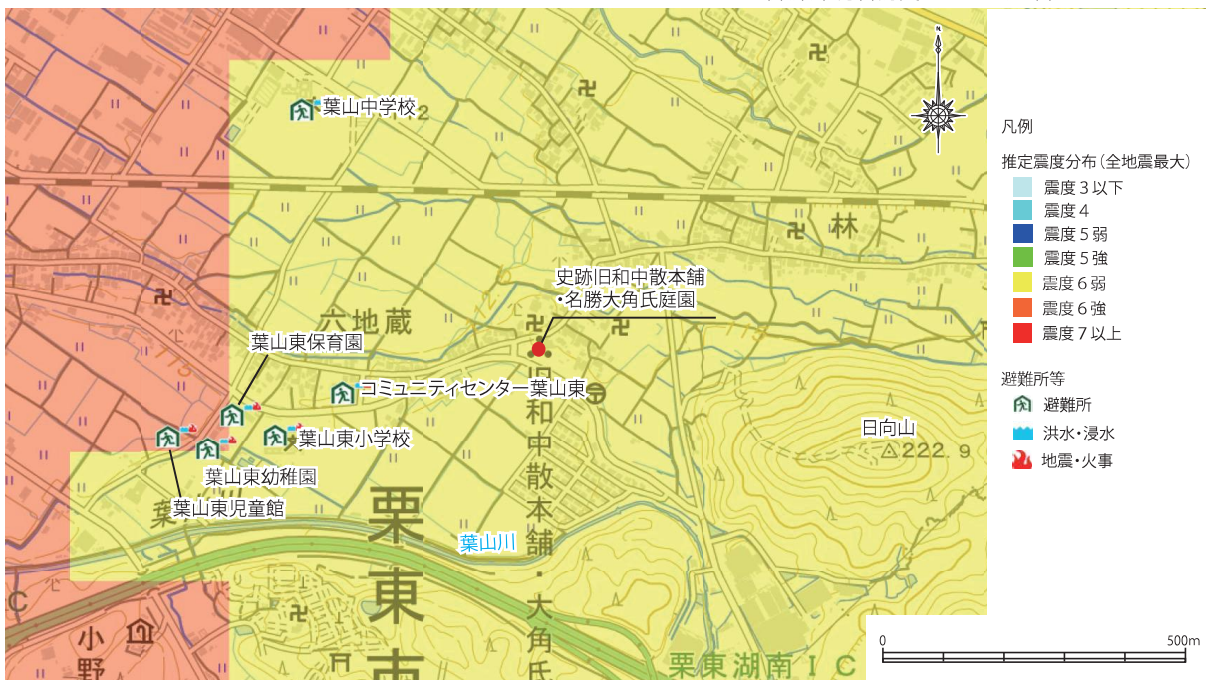 葉山中学校
林
史跡旧和中散本舗
・名勝大角氏庭園
六地蔵
葉山東保育園
コミュニティセンター葉山東
葉山東小学校
葉山東幼稚園
葉山東児童館
葉山川
日向山
222.9
旧和中散本舗・大角氏
栗東市
小野
栗東湖南IC
C
N
凡例
推定震度分布(全地震最大)
震度3以下
震度4
震度5弱
震度5強
震度6弱
震度6強
震度7以上
避難所等
避難所
洪水・浸水
地震・火事
0 500m